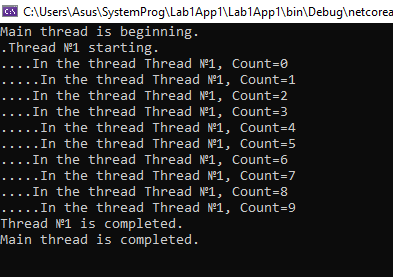 C:\Users\Asus\SystemProg\Lab1App1\Lab1App1\bin\Debug\netcorea
Main thread is beginning.
.Thread №1 starting.
....In the thread Thread №1, Count=0
.....In the thread Thread №1, Count=1
.....In the thread Thread №1, Count=2
.....In the thread Thread №1, Count=3
.....In the thread Thread №1, Count=4
.....In the thread Thread №1, Count=5
....In the thread Thread №1, Count=6
.....In the thread Thread №1, Count=7
.....In the thread Thread №1, Count=8
.....In the thread Thread №1, Count=9
Thread №1 is completed.
Main thread is completed.